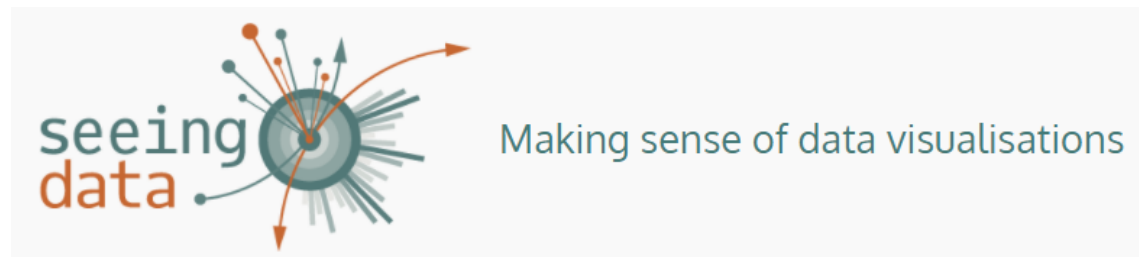 seeing
data
Making sense of data visualisations